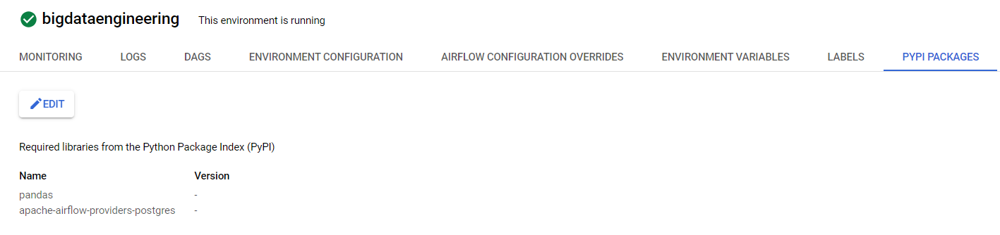 bigdataengineering This environment is running
MONITORING LOGS DAGS ENVIRONMENT CONFIGURATION AIRFLOW CONFIGURATION OVERRIDES ENVIRONMENT VARIABLES LABELS PYPI PACKAGES
EDIT
Required libraries from the Python Package Index (PyPI)
Name Version
pandas -
apache-airflow-providers-postgres -